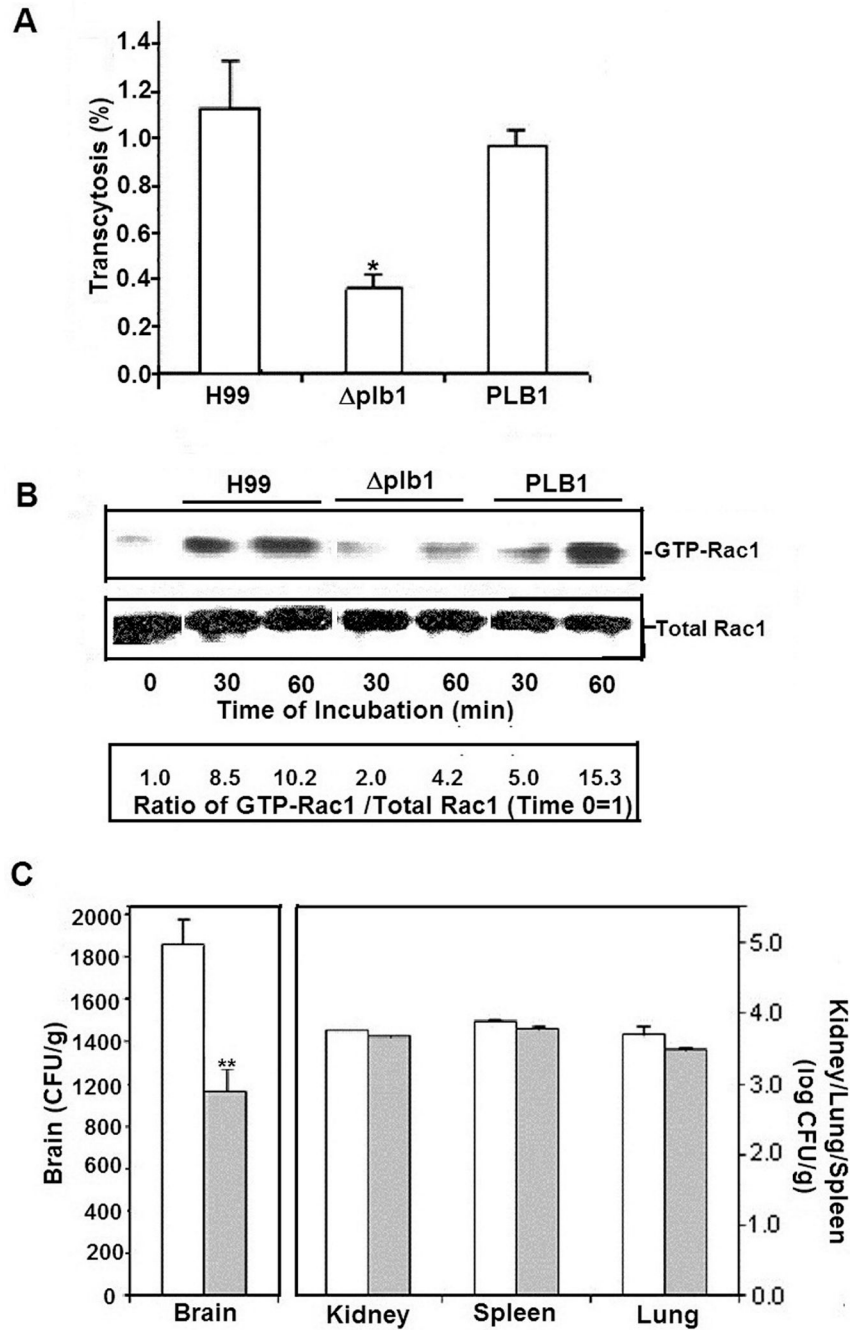 A
1.4
1.2
1.0
0.8
0.6
0.4
0.2
0.0
Transcytosis (%)
*
H99 Δplb1 PLB1
B
H99 Δplb1 PLB1
GTP-Rac1
Total Rac1
0 30 60 30 60 30 60
Time of Incubation (min)
1.0 8.5 10.2 2.0 4.2 5.0 15.3
Ratio of GTP-Rac1 /Total Rac1 (Time 0=1)
C
2000
1800
1600
1400
1200
1000
800
600
400
200
0
Brain (CFU/g)
**
5.0
4.0
3.0
2.0
1.0
0.0
Kidney/Lung/Spleen
(log CFU/g)
Brain Kidney Spleen Lung